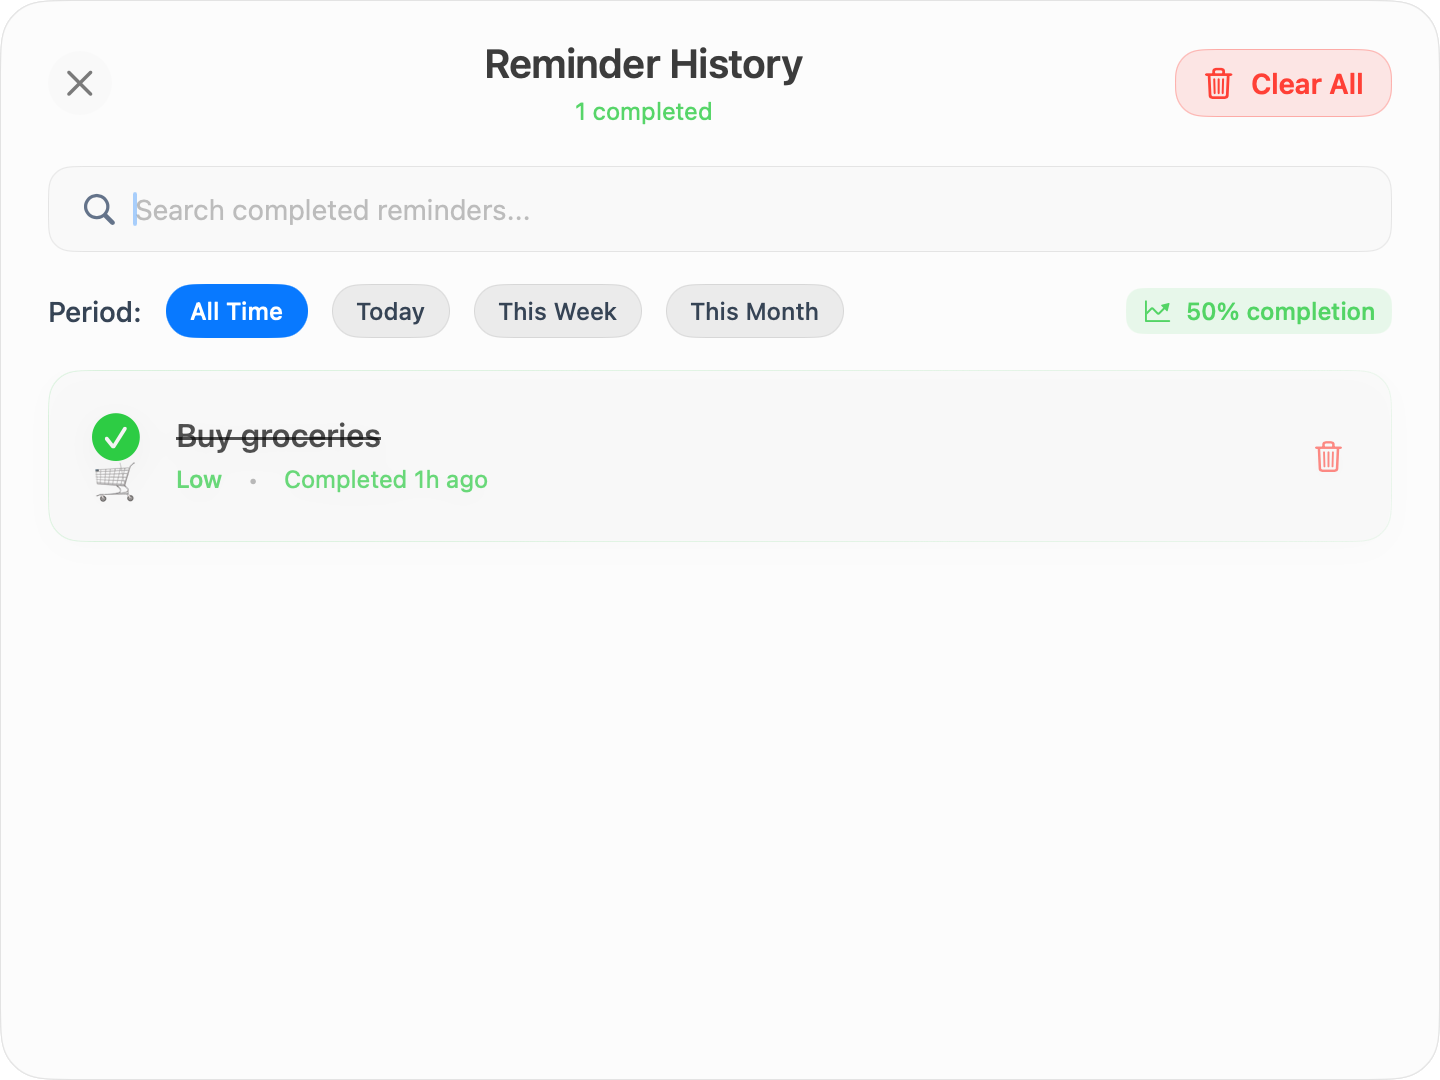 Reminder History
1 completed
Clear All
Search completed reminders...
Period: All Time Today This Week This Month 50% completion
Buy groceries
Low • Completed 1h ago